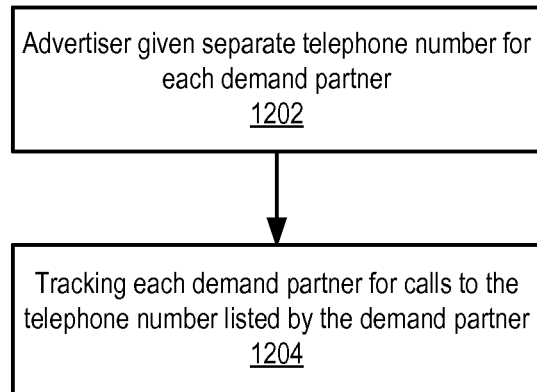 Advertiser given separate telephone number for
each demand partner
1202
Tracking each demand partner for calls to the
telephone number listed by the demand partner
1204